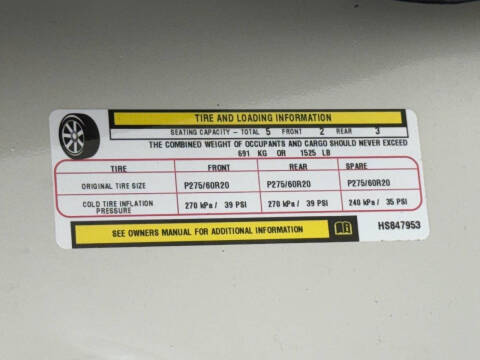 TIRE AND LOADING INFORMATION
SEATING CAPACITY - TOTAL 5 FRONT 2 REAR 3
THE COMBINED WEIGHT OF OCCUPANTS AND CARGO SHOULD NEVER EXCEED
691 KG OR 1525 LB
TIRE FRONT REAR SPARE
ORIGINAL TIRE SIZE P275/60R20 P275/60R20 P275/60R20
COLD TIRE INFLATION PRESSURE 270 kPa / 39 PSI 270 kPa / 39 PSI 240 kPa / 35 PSI
SEE OWNERS MANUAL FOR ADDITIONAL INFORMATION HS847953